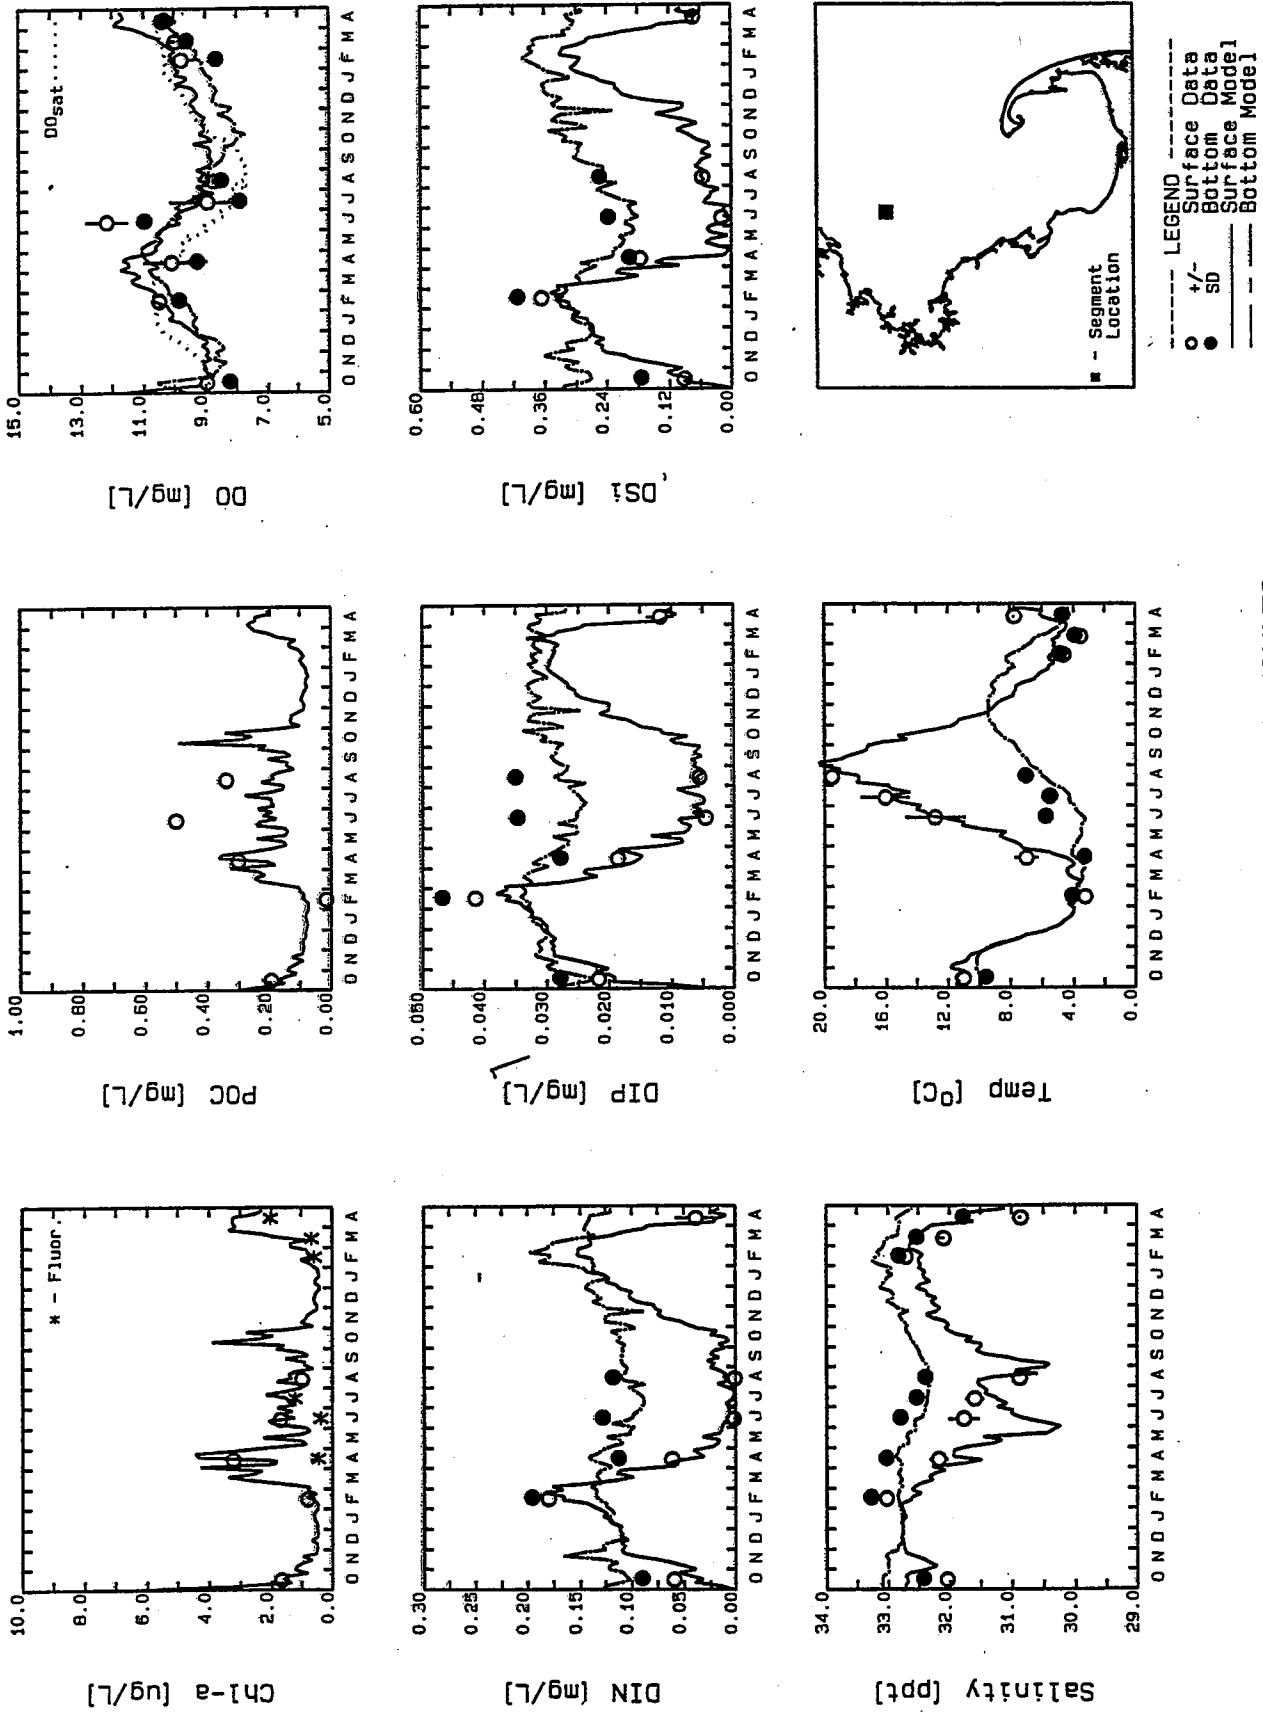 Chl-a [ug/L]
10.0
8.0
6.0
4.0
2.0
0.0
* - Fluor.
O N D J F M A M J J A S O N D J F M A
POC [mg/L]
1.00
0.80
0.60
0.40
0.20
0.00
O N D J F M A M J J A S O N D J F M A
DO [mg/L]
15.0
13.0
11.0
9.0
7.0
5.0
DOsat......
O N D J F M A M J J A S O N D J F M A
DIN [mg/L]
0.30
0.25
0.20
0.15
0.10
0.05
0.00
O N D J F M A M J J A S O N D J F M A
DIP [mg/L]
0.050
0.040
0.030
0.020
0.010
0.000
O N D J F M A M J J A S O N D J F M A
DSi [mg/L]
0.60
0.48
0.36
0.24
0.12
0.00
O N D J F M A M J J A S O N D J F M A
Salinity [ppt]
34.0
33.0
32.0
31.0
30.0
29.0
O N D J F M A M J J A S O N D J F M A
Temp [°C]
20.0
16.0
12.0
8.0
4.0
0.0
O N D J F M A M J J A S O N D J F M A
■ - Segment
Location
------ LEGEND --------
○ +/- Surface Data
● SD Bottom Data
Surface Model
Bottom Model